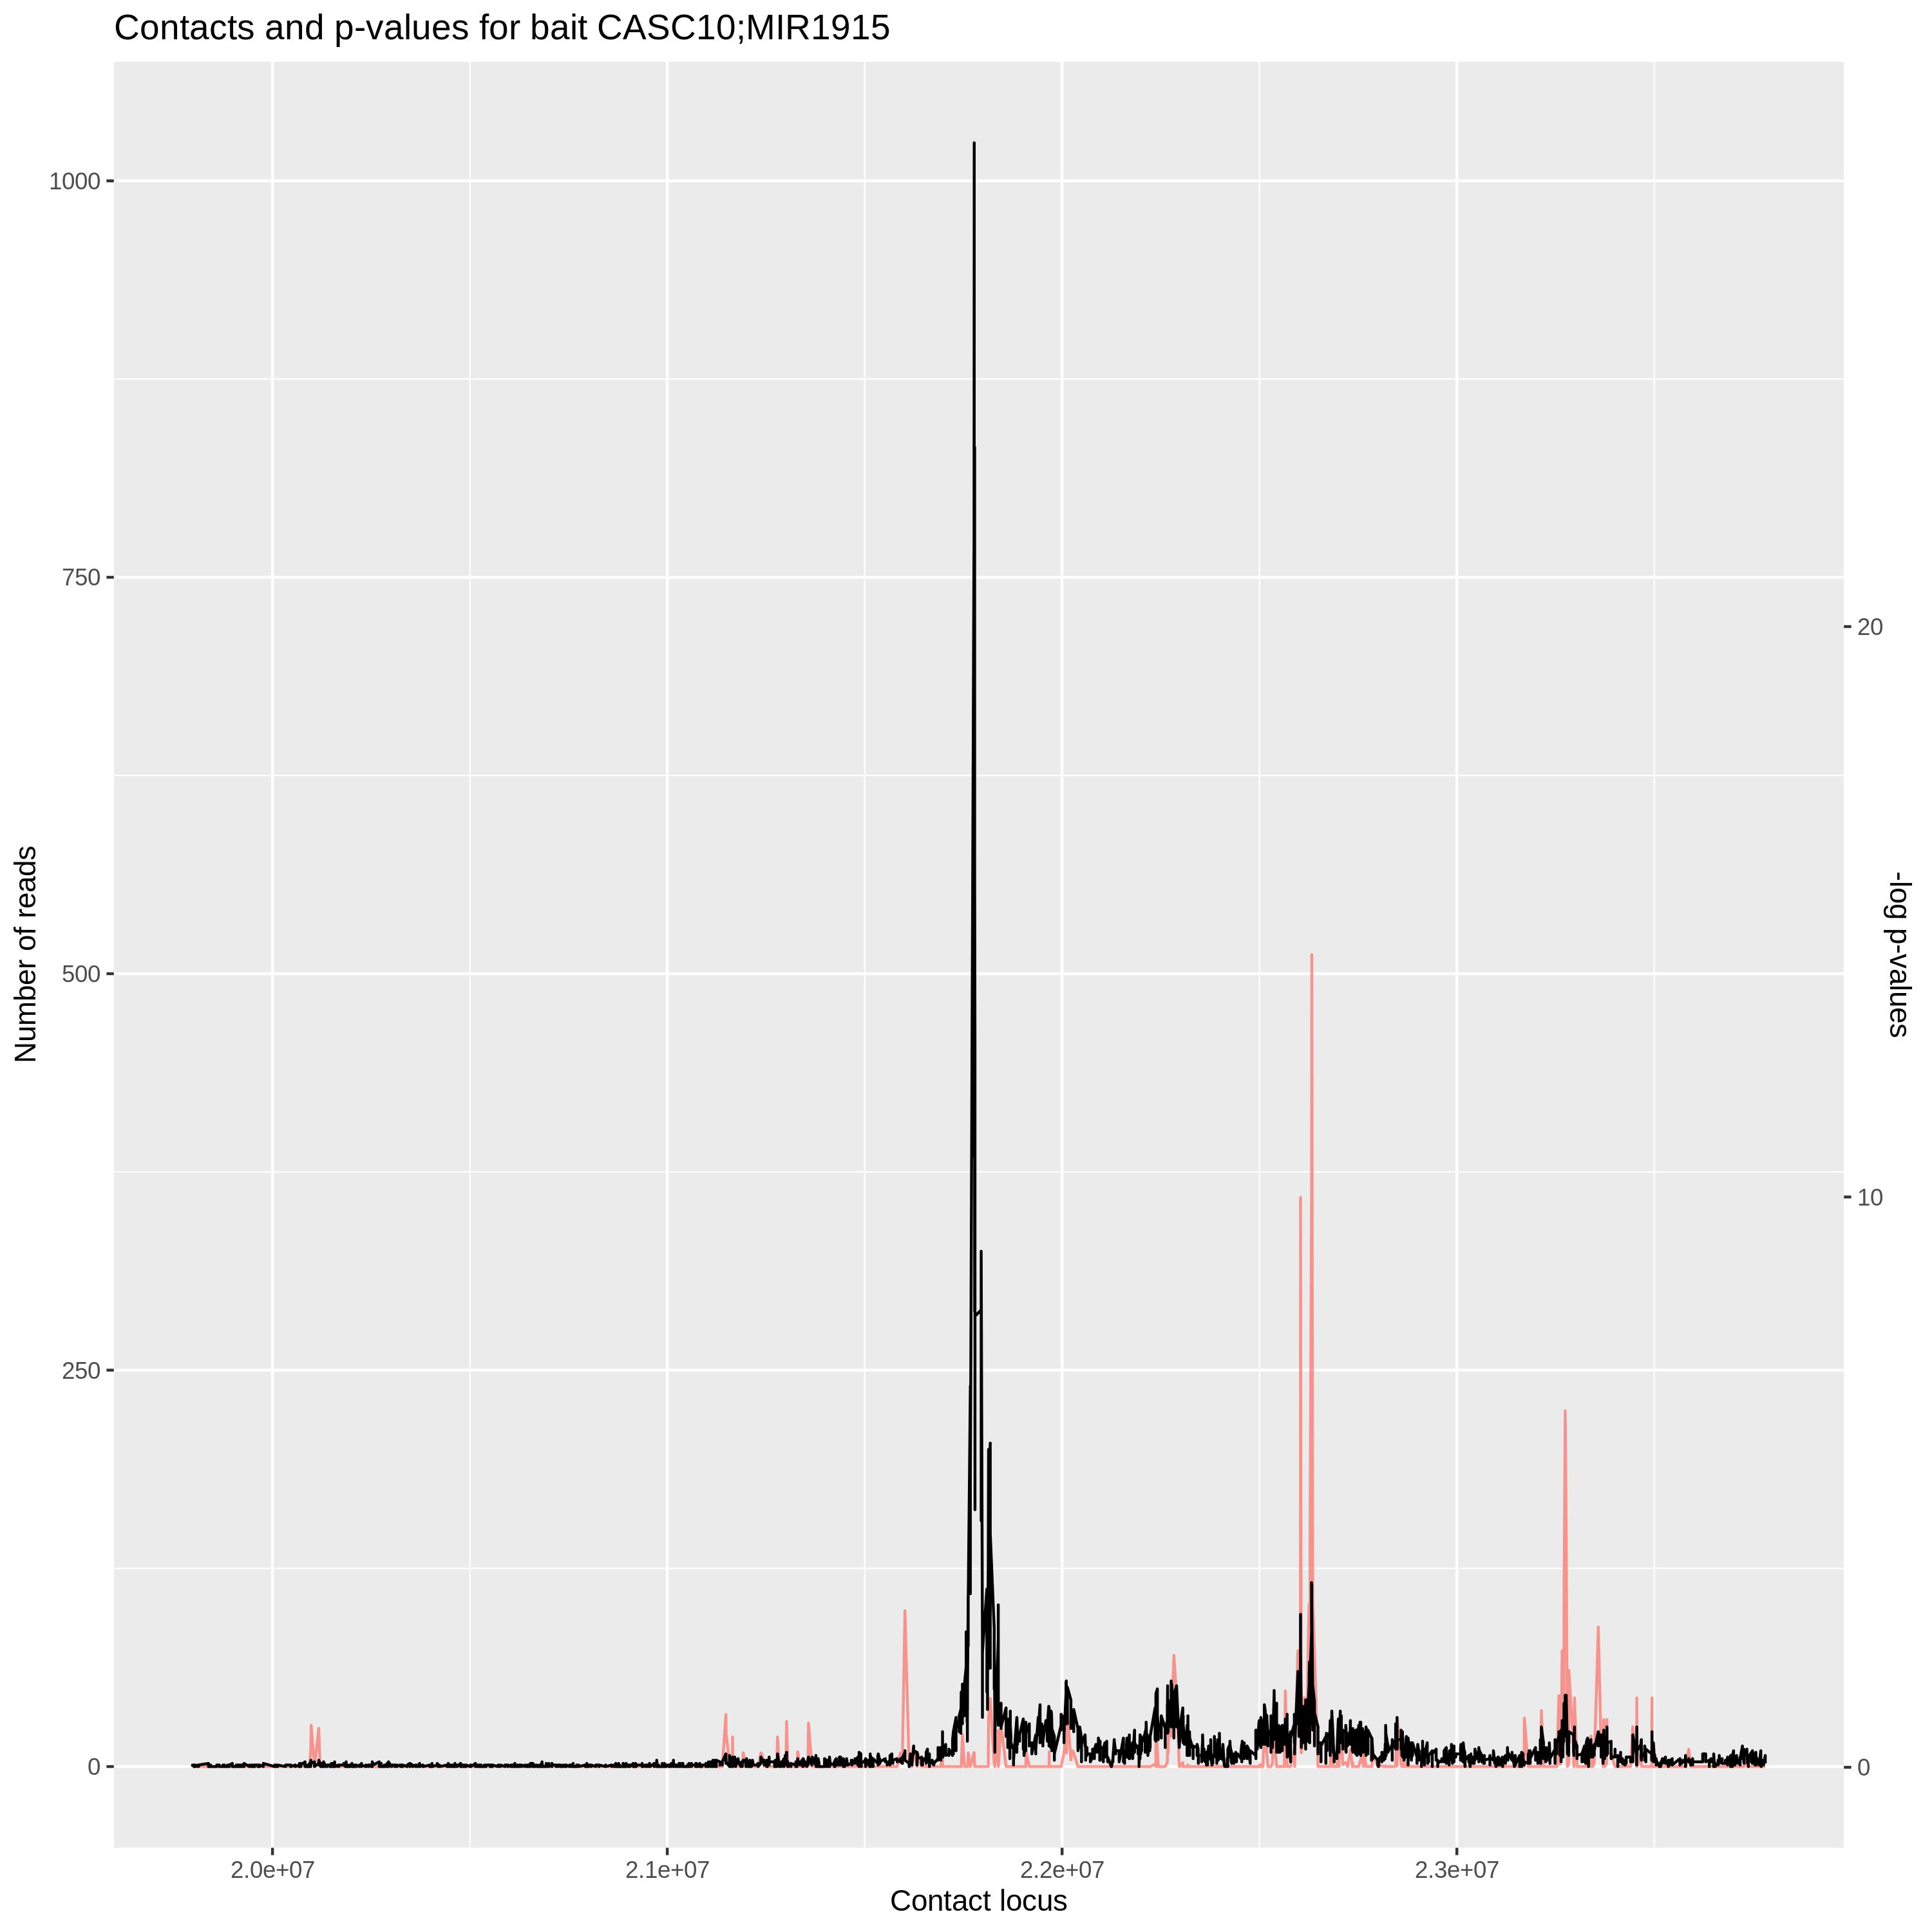 Contacts and p-values for bait CASC10;MIR1915
1000
750
500
250
0
Number of reads
20
10
0
-log p-values
2.0e+07
2.1e+07
2.2e+07
2.3e+07
Contact locus